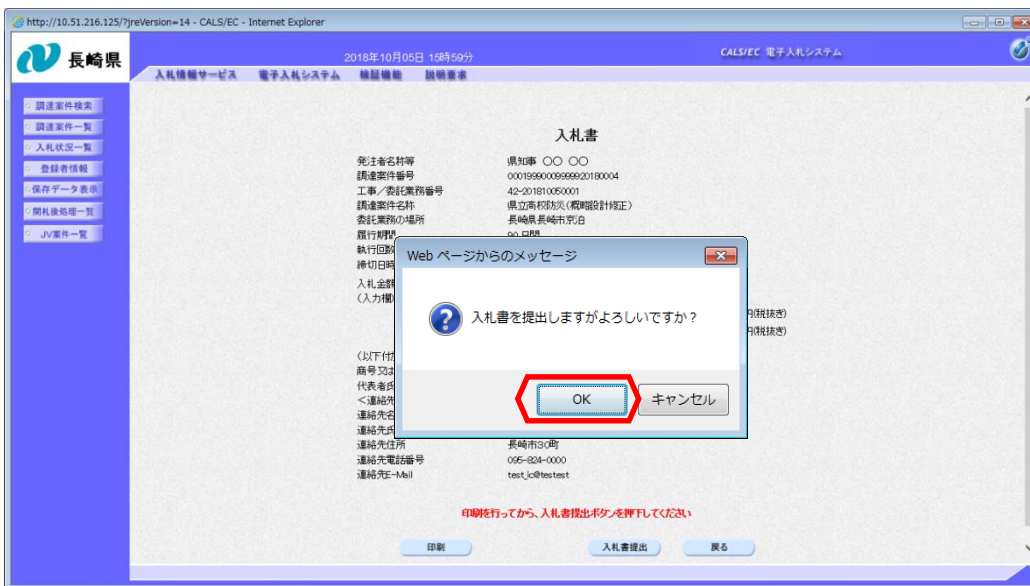 http://10.51.216.125/?jreVersion=14 - CALS/EC - Internet Explorer
長崎県
2018年10月05日 15時59分
CALS/EC 電子入札システム
入札情報サービス 電子入札システム 検証機能 説明要求
調達案件検索
調達案件一覧
入札状況一覧
登録者情報
保存データ表示
開札後処理一覧
JV案件一覧
入札書
発注者名称等 県知事 ○○ ○○
調達案件番号 00019990009999920180004
工事/委託業務番号 42-201810050001
調達案件名称 県立高校防災(概略設計修正)
委託業務の場所 長崎県長崎市京泊
履行期間 90 日間
執行回数
締切日時
入札金額
(入力欄)
円(税抜き)
円(税抜き)
Web ページからのメッセージ
入札書を提出しますがよろしいですか?
OK キャンセル
(以下付
商号又は
代表者氏
<連絡先
連絡先名
連絡先氏
連絡先住所 長崎市30町
連絡先電話番号 095-824-0000
連絡先E-Mail test_jc@testest
印刷を行ってから、入札書提出ボタンを押下してください
印刷 入札書提出 戻る